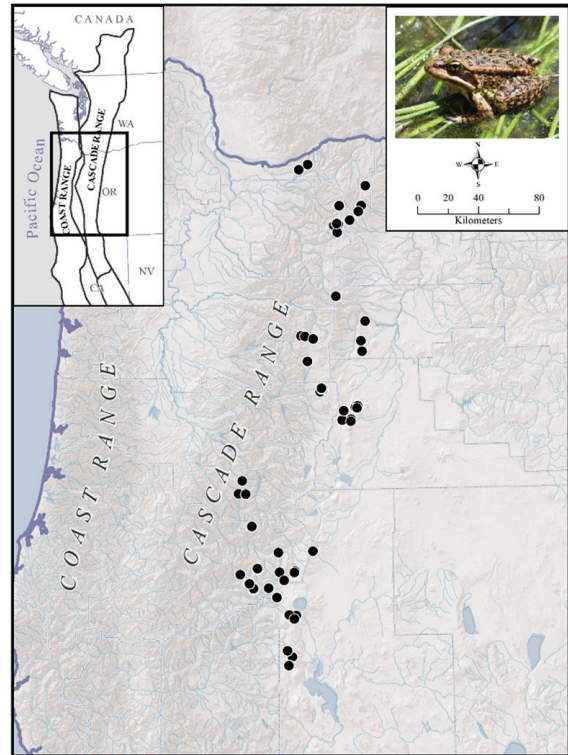 CANADA
WA
CASCADE RANGE
COAST RANGE
OR
Pacific Ocean
CA
NV
N
W E
S
0 20 40 80
Kilometers
COAST RANGE
CASCADE RANGE